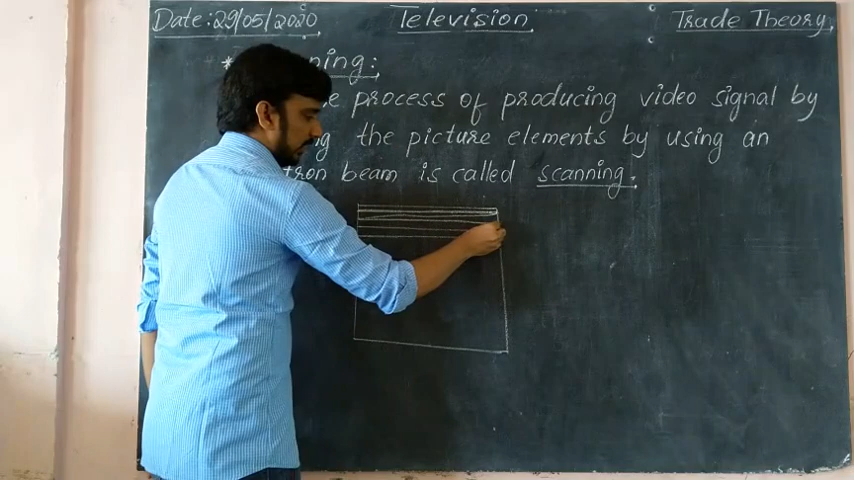 Date: 29/05/2020 Television Trade Theory
ning:
e process of producing video signal by
ng the picture elements by using an
tron beam is called scanning.